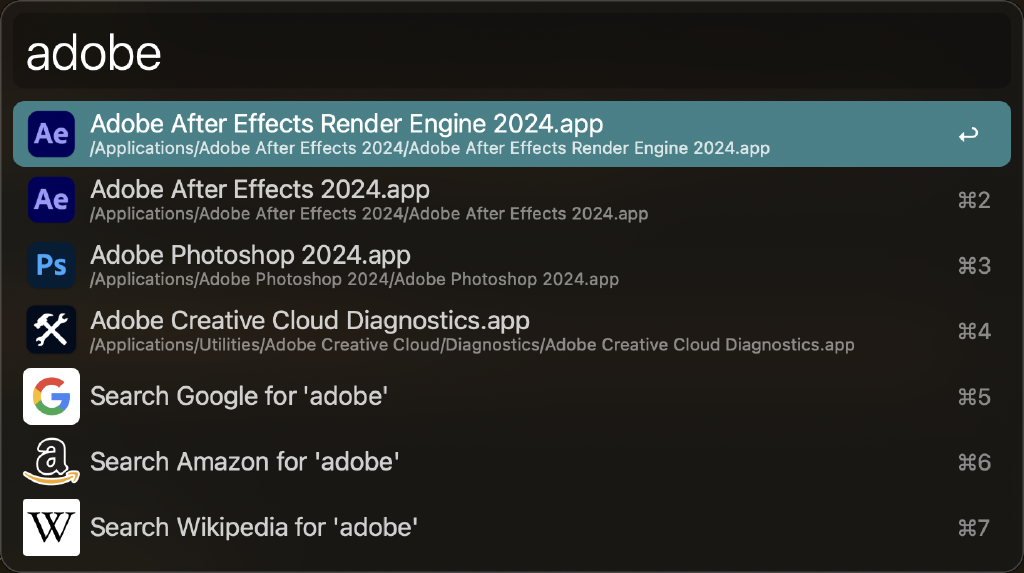 adobe
Ae Adobe After Effects Render Engine 2024.app ↩
/Applications/Adobe After Effects 2024/Adobe After Effects Render Engine 2024.app
Ae Adobe After Effects 2024.app ⌘2
/Applications/Adobe After Effects 2024/Adobe After Effects 2024.app
Ps Adobe Photoshop 2024.app ⌘3
/Applications/Adobe Photoshop 2024/Adobe Photoshop 2024.app
Adobe Creative Cloud Diagnostics.app ⌘4
/Applications/Utilities/Adobe Creative Cloud/Diagnostics/Adobe Creative Cloud Diagnostics.app
G Search Google for 'adobe' ⌘5
a Search Amazon for 'adobe' ⌘6
W Search Wikipedia for 'adobe' ⌘7